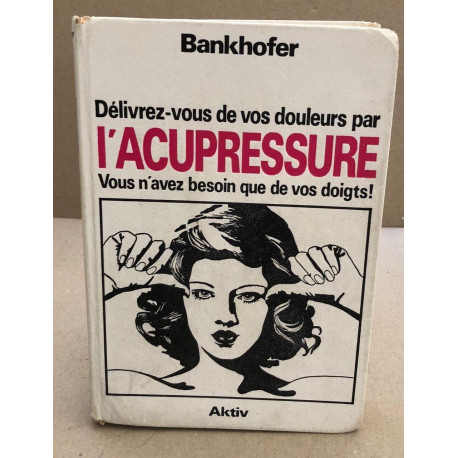 Bankhofer
Délivrez-vous de vos douleurs par
l'ACUPRESSURE
Vous n'avez besoin que de vos doigts!
Aktiv